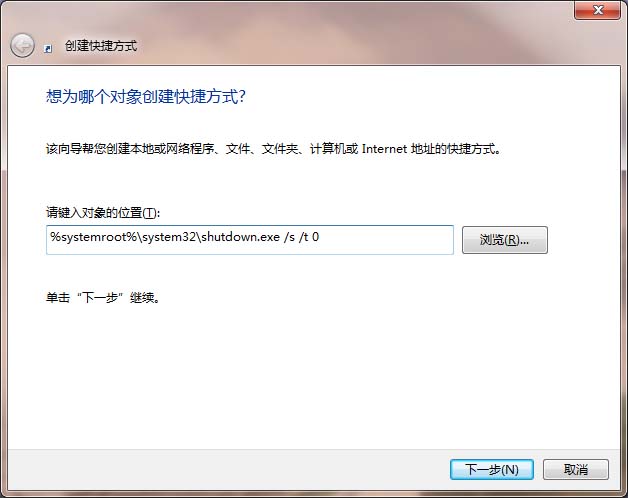 创建快捷方式
想为哪个对象创建快捷方式?
该向导帮您创建本地或网络程序、文件、文件夹、计算机或 Internet 地址的快捷方式。
请键入对象的位置(T):
%systemroot%\system32\shutdown.exe /s /t 0
浏览(R)...
单击“下一步”继续。
下一步(N)
取消